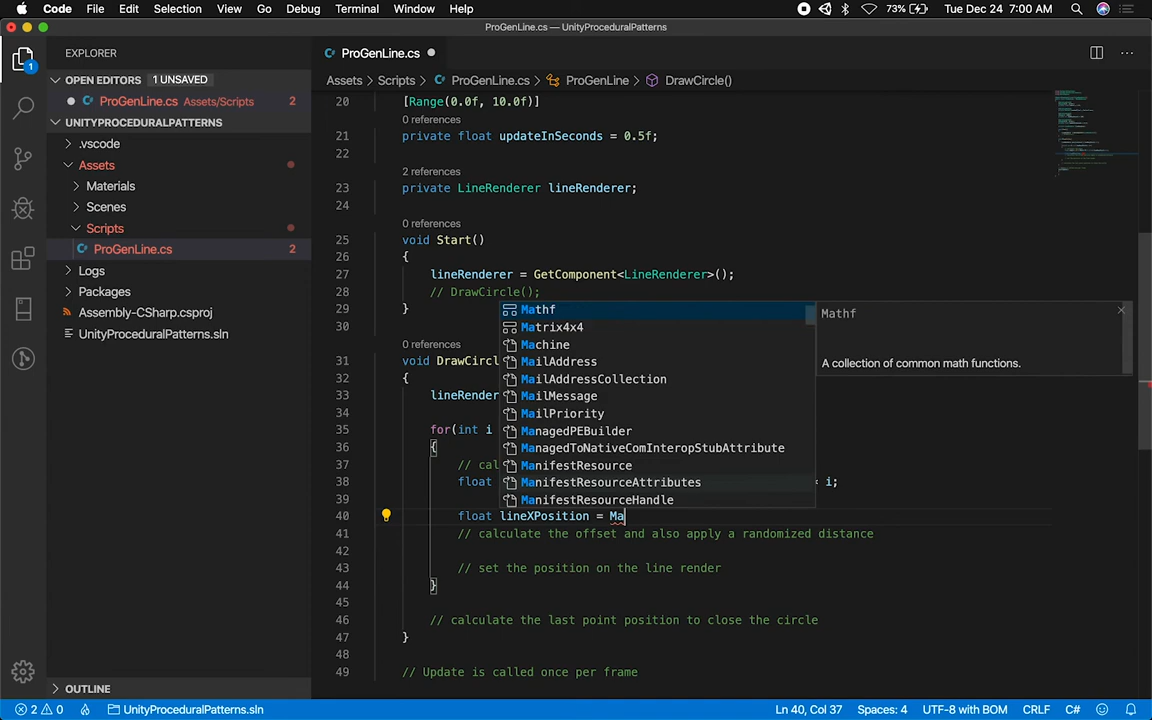 Code File Edit Selection View Go Debug Terminal Window Help 73% Tue Dec 24 7:00 AM
ProGenLine.cs — UnityProceduralPatterns
EXPLORER
OPEN EDITORS 1 UNSAVED
ProGenLine.cs Assets/Scripts 2
UNITYPROCEDURALPATTERNS
.vscode
Assets
Materials
Scenes
Scripts
ProGenLine.cs 2
Logs
Packages
Assembly-CSharp.csproj
UnityProceduralPatterns.sln
OUTLINE
1
ProGenLine.cs
Assets > Scripts > ProGenLine.cs > ProGenLine > DrawCircle()
20 [Range(0.0f, 10.0f)]
0 references
21 private float updateInSeconds = 0.5f;
22
2 references
23 private LineRenderer lineRenderer;
24
0 references
25 void Start()
26 {
27 lineRenderer = GetComponent<LineRenderer>();
28 // DrawCircle();
29 }
30
0 references
31 void DrawCircl
32 {
33 lineRender
34
35 for(int i
36 {
37 // cal
38 float = i;
39
40 float lineXPosition = Ma
41 // calculate the offset and also apply a randomized distance
42
43 // set the position on the line render
44 }
45
46 // calculate the last point position to close the circle
47 }
48
49 // Update is called once per frame
Mathf
Matrix4x4
Machine
MailAddress
MailAddressCollection
MailMessage
MailPriority
ManagedPEBuilder
ManagedToNativeComInteropStubAttribute
ManifestResource
ManifestResourceAttributes
ManifestResourceHandle
Mathf
A collection of common math functions.
2 0 UnityProceduralPatterns.sln Ln 40, Col 37 Spaces: 4 UTF-8 with BOM CRLF C#